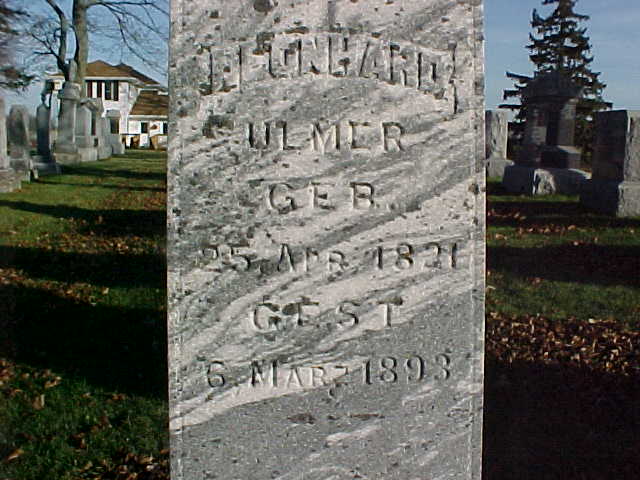 LEONHARD
ULMER
GEB.
25. APR. 1821
GEST
6. MARZ 1893